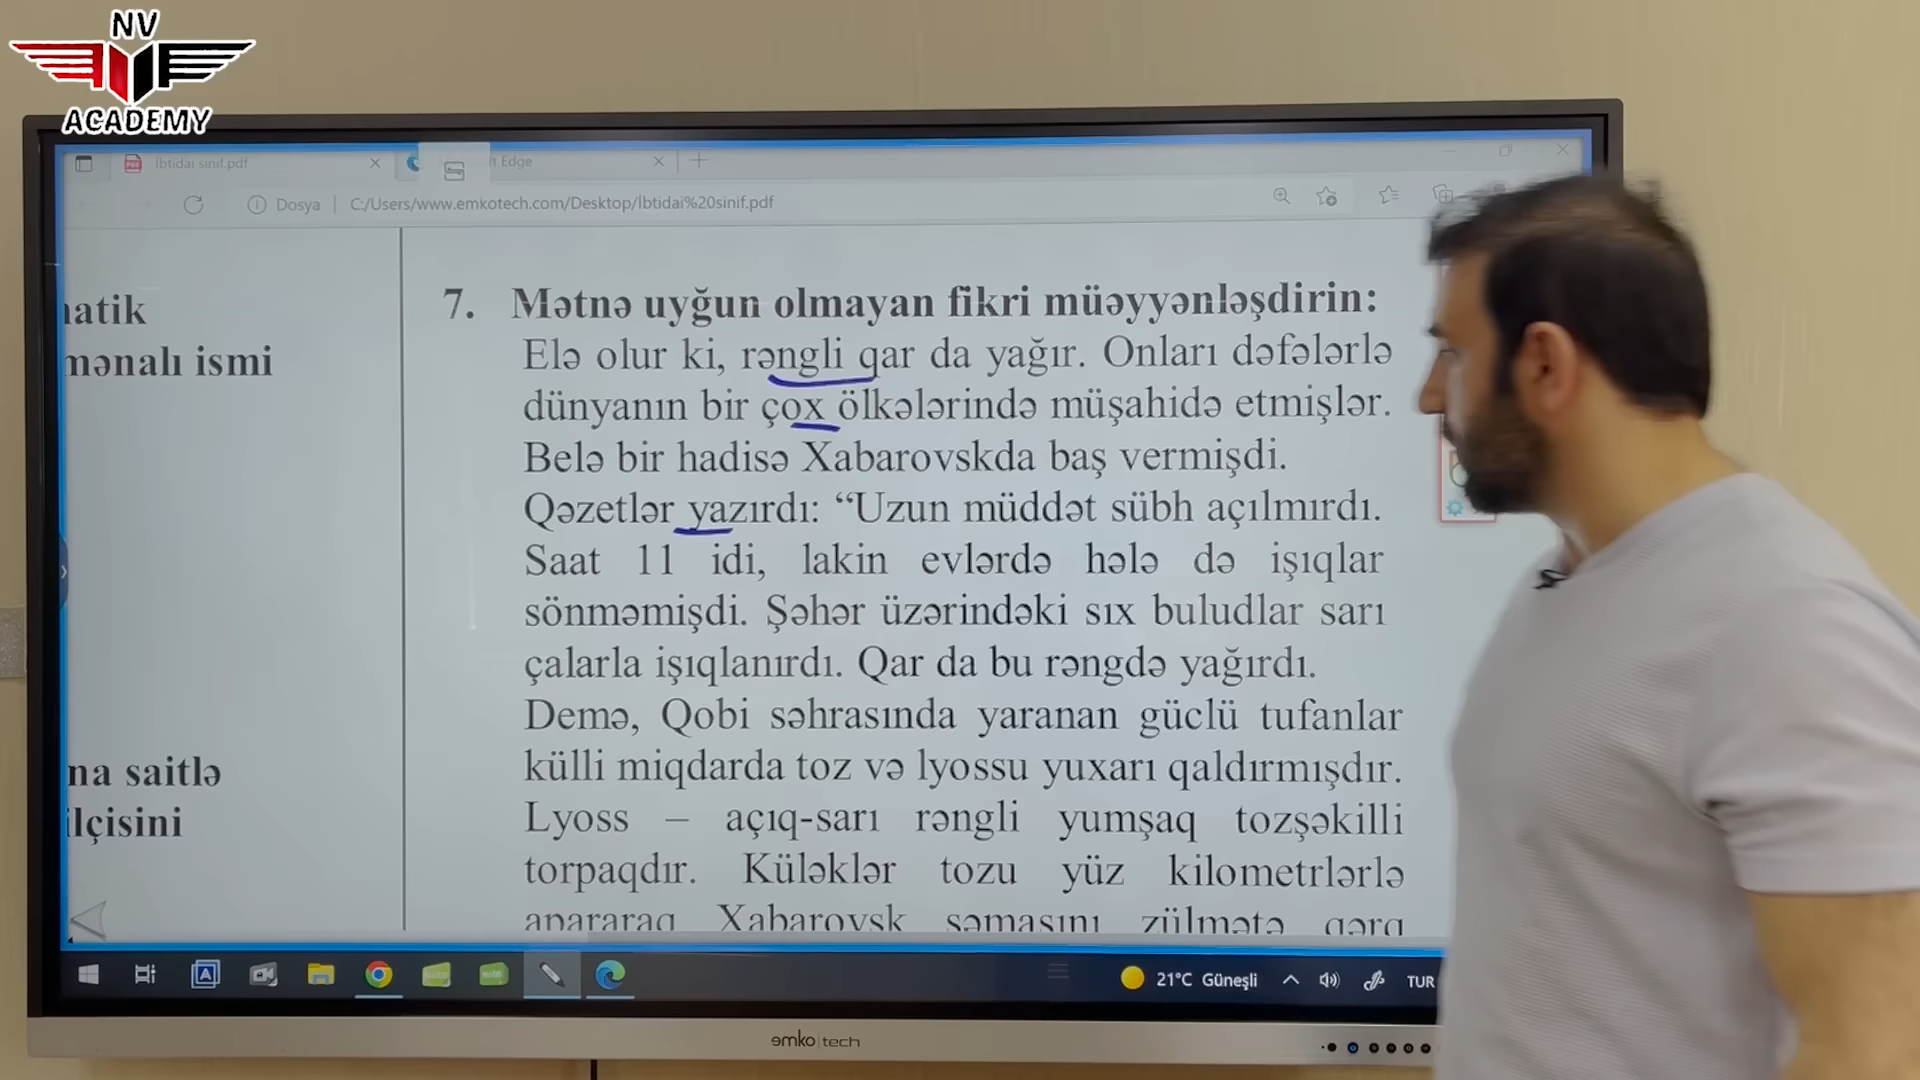 NV
ACADEMY
İbtidai sinif.pdf
t Edge
Dosya
C:/Users/www.emkotech.com/Desktop/İbtidai%20sinif.pdf
natik
mənalı ismi
na saitlə
ilçisini
7. Mətnə uyğun olmayan fikri müəyyənləşdirin:
Elə olur ki, rəngli qar da yağır. Onları dəfələrlə
dünyanın bir çox ölkələrində müşahidə etmişlər.
Belə bir hadisə Xabarovskda baş vermişdi.
Qəzetlər yazırdı: “Uzun müddət sübh açılmırdı.
Saat 11 idi, lakin evlərdə hələ də işıqlar
sönməmişdi. Şəhər üzərindəki sıx buludlar sarı
çalarla işıqlanırdı. Qar da bu rəngdə yağırdı.
Demə, Qobi səhrasında yaranan güclü tufanlar
külli miqdarda toz və lyossu yuxarı qaldırmışdır.
Lyoss – açıq-sarı rəngli yumşaq tozşəkilli
torpaqdır. Küləklər tozu yüz kilometrlərlə
apararaq Xabarovsk səmasını zülmətə qərq
21°C Güneşli
TUR
emko tech